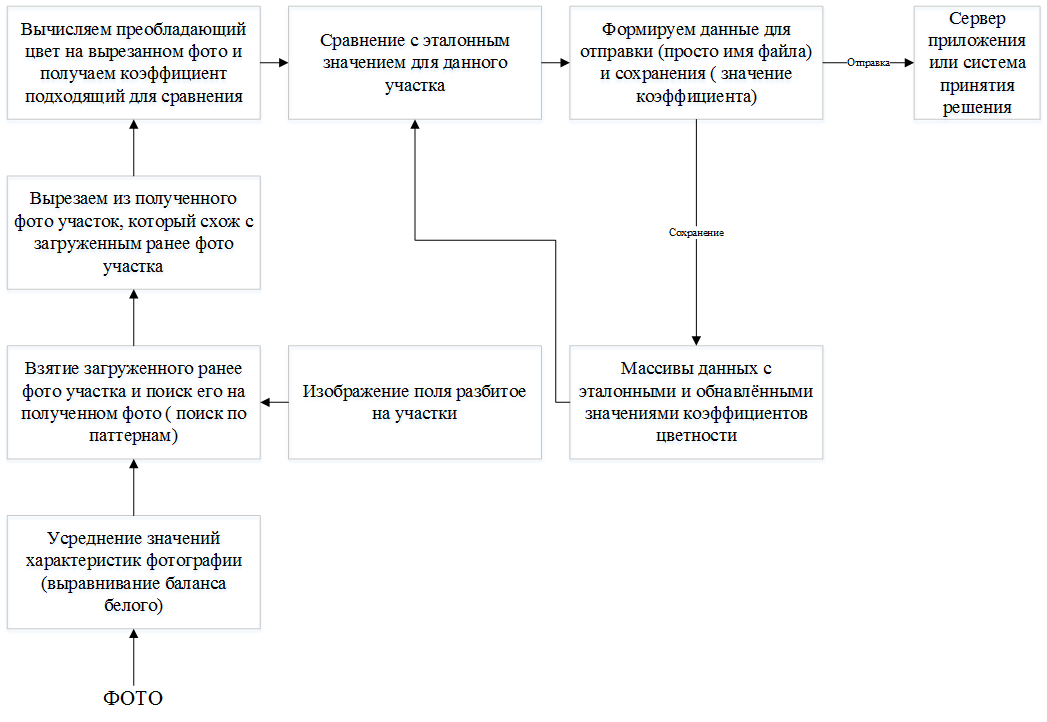 Вычисляем преобладающий
цвет на вырезанном фото и
получаем коэффициент
подходящий для сравнения
Сравнение с эталонным
значением для данного
участка
Формируем данные для
отправки (просто имя файла)
и сохранения ( значение
коэффициента)
Отправка
Сервер
приложения
или система
принятия
решения
Вырезаем из полученного
фото участок, который схож с
загруженным ранее фото
участка
Сохранение
Взятие загруженного ранее
фото участка и поиск его на
полученном фото ( поиск по
паттернам)
Изображение поля разбитое
на участки
Массивы данных с
эталонными и обнавлёнными
значениями коэффициентов
цветности
Усреднение значений
характеристик фотографии
(выравнивание баланса
белого)
ФОТО